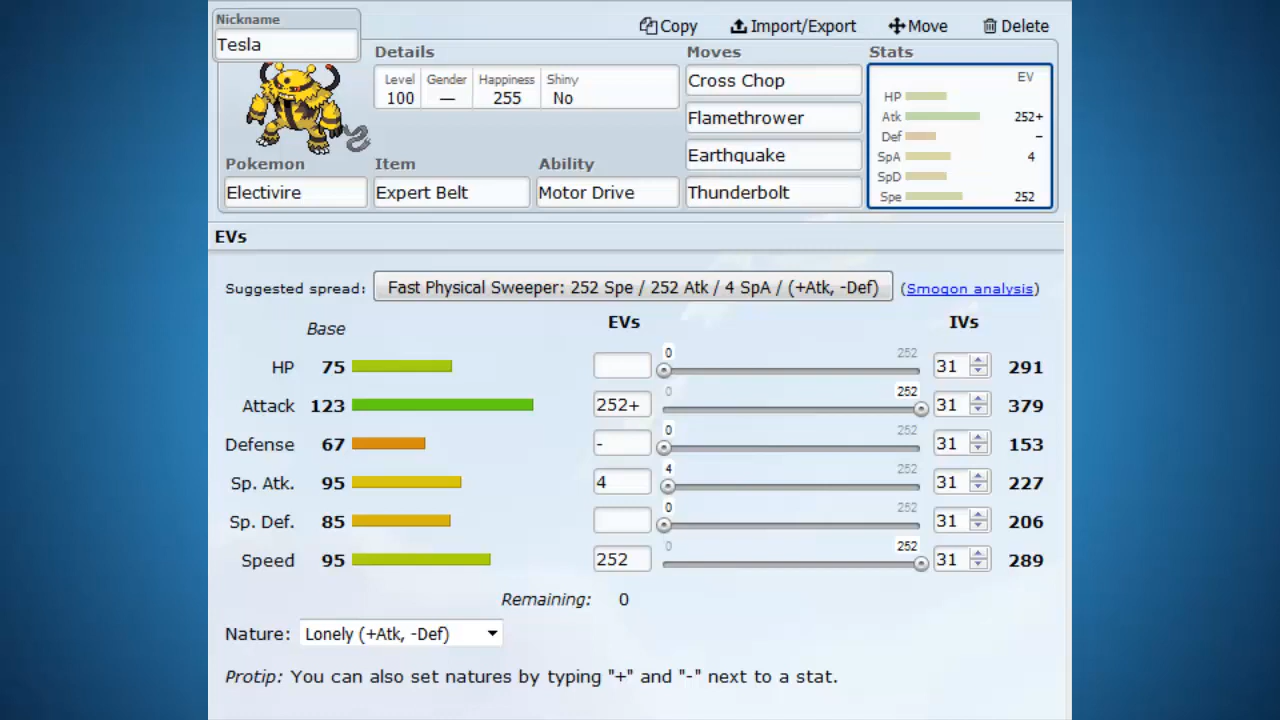 Nickname
Tesla
Copy Import/Export Move Delete
Details Moves Stats
Level Gender Happiness Shiny
100 — 255 No
Cross Chop
Flamethrower
Earthquake
Thunderbolt
EV
HP
Atk 252+
Def –
SpA 4
SpD
Spe 252
Pokemon Item Ability
Electivire Expert Belt Motor Drive
EVs
Suggested spread: Fast Physical Sweeper: 252 Spe / 252 Atk / 4 SpA / (+Atk, -Def) (Smogon analysis)
Base EVs IVs
HP 75 0 252 31 291
Attack 123 252+ 0 252 31 379
Defense 67 - 0 252 31 153
Sp. Atk. 95 4 4 252 31 227
Sp. Def. 85 0 252 31 206
Speed 95 252 0 252 31 289
Remaining: 0
Nature: Lonely (+Atk, -Def)
Protip: You can also set natures by typing "+" and "-" next to a stat.